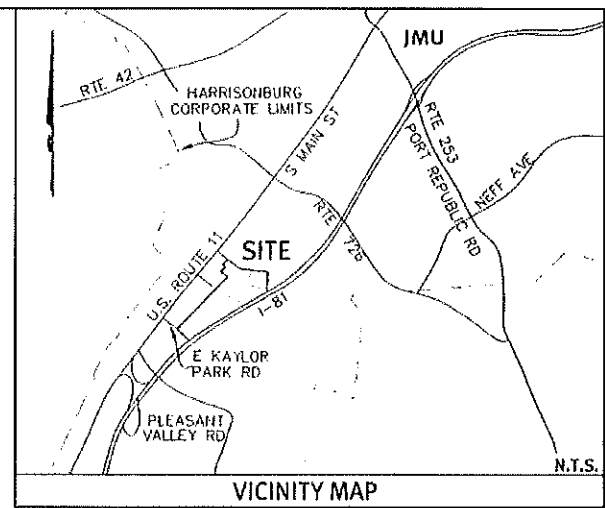 JMU
RTE 42
HARRISONBURG
CORPORATE LIMITS
S MAIN ST
RTE 253
PORT REPUBLIC RD
NEFF AVE
RTE 726
U.S. ROUTE 11
SITE
I-81
E KAYLOR
PARK RD
PLEASANT
VALLEY RD
N.T.S.
VICINITY MAP